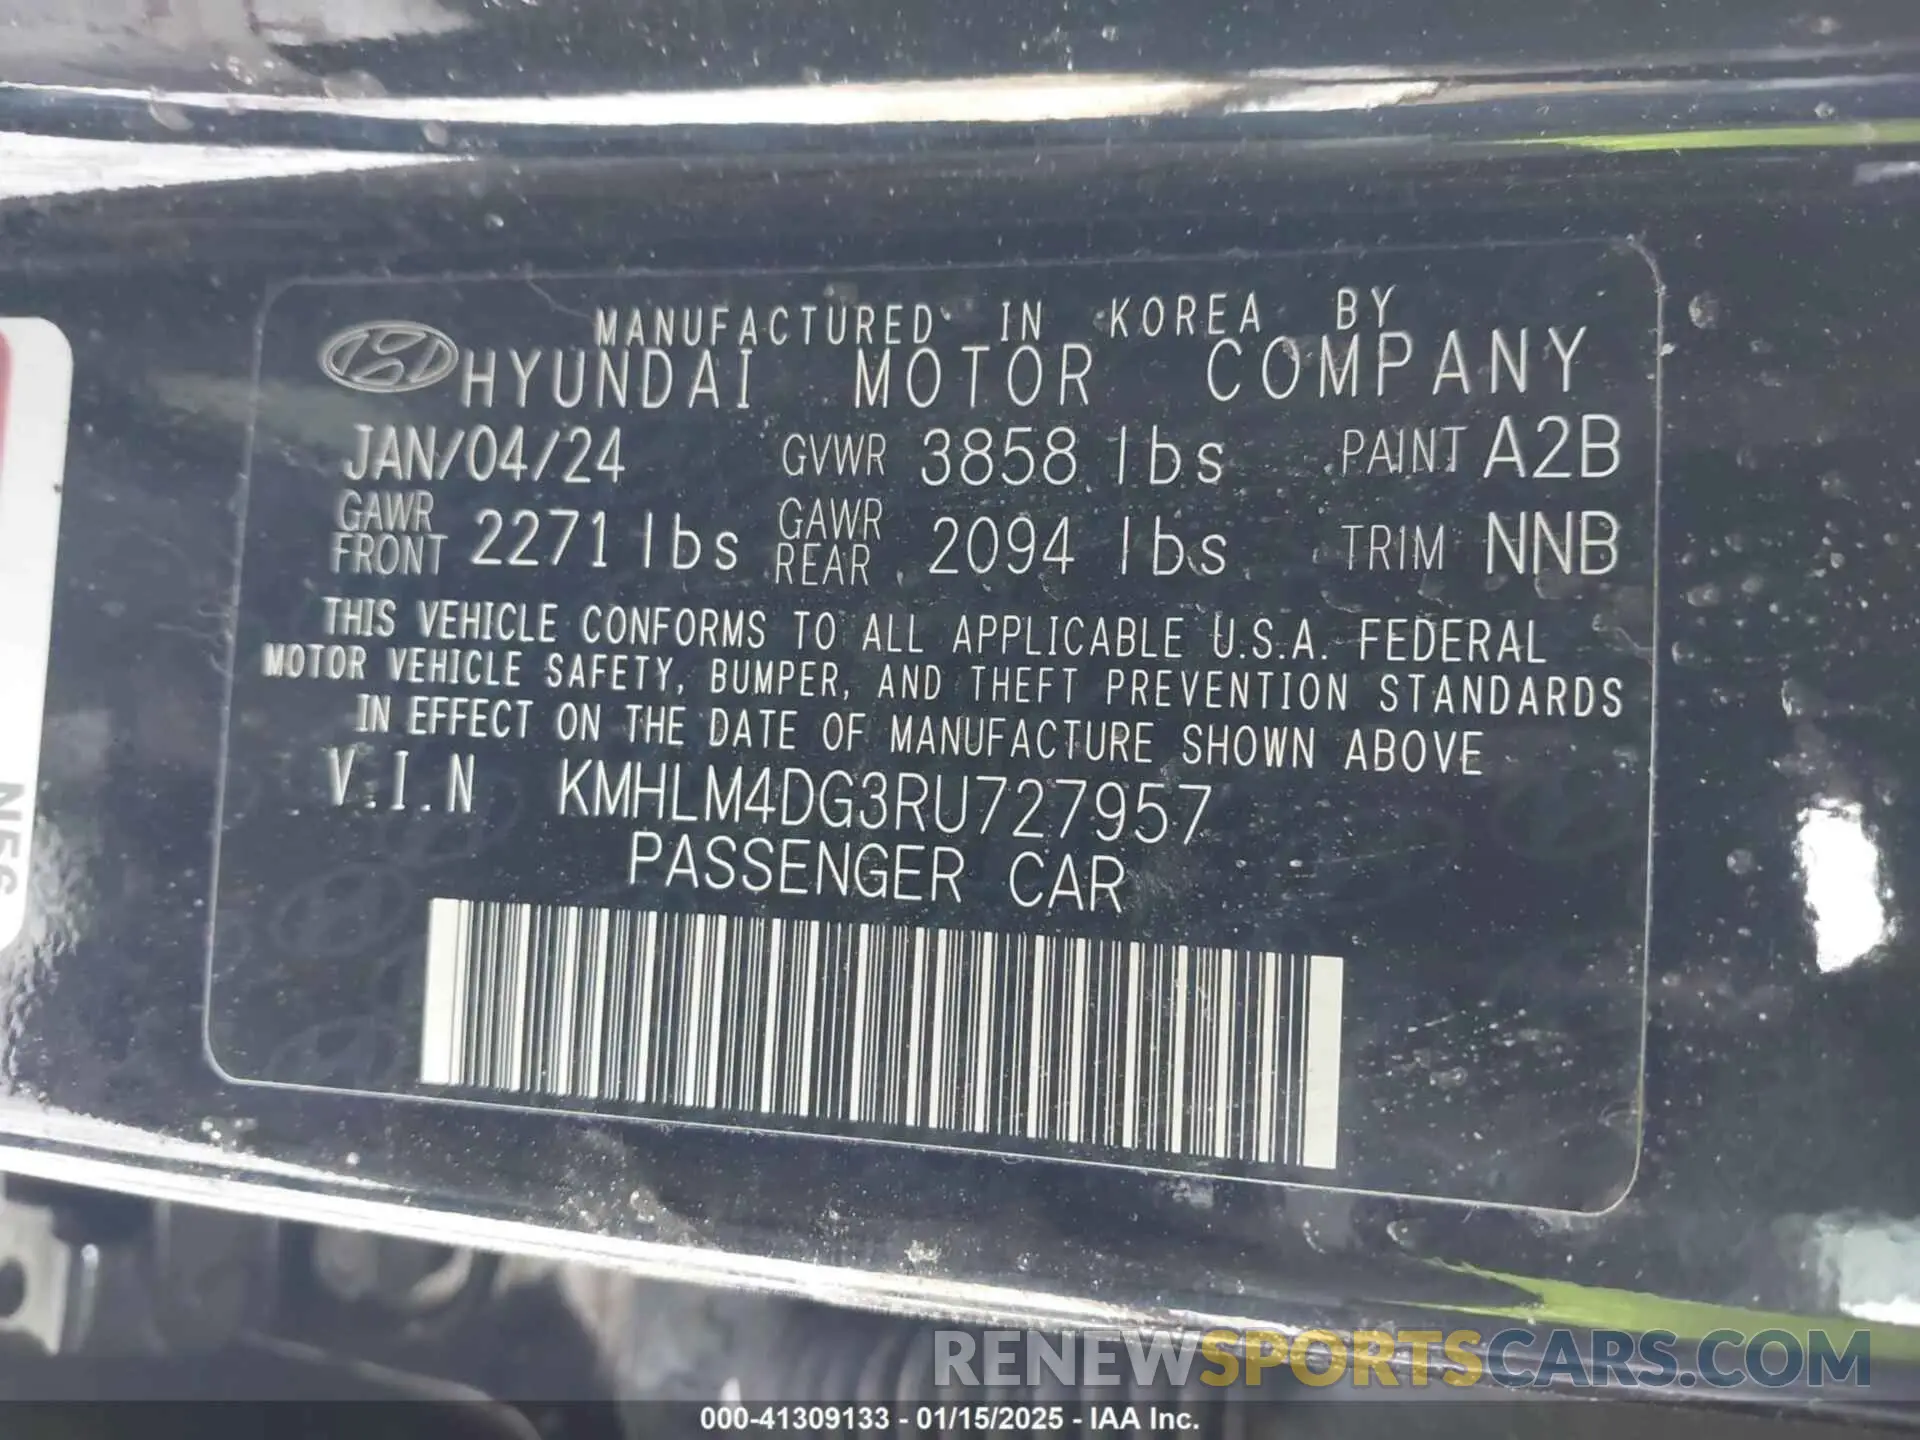 MANUFACTURED IN KOREA BY
HYUNDAI MOTOR COMPANY
JAN/04/24 GVWR 3858 lbs PAINT A2B
GAWR FRONT 2271 lbs GAWR REAR 2094 lbs TRIM NNB
THIS VEHICLE CONFORMS TO ALL APPLICABLE U.S.A. FEDERAL
MOTOR VEHICLE SAFETY, BUMPER, AND THEFT PREVENTION STANDARDS
IN EFFECT ON THE DATE OF MANUFACTURE SHOWN ABOVE
V.I.N KMHLM4DG3RU727957
PASSENGER CAR
N56
RENEWSPORTSCARS.COM
000-41309133 - 01/15/2025 - IAA Inc.